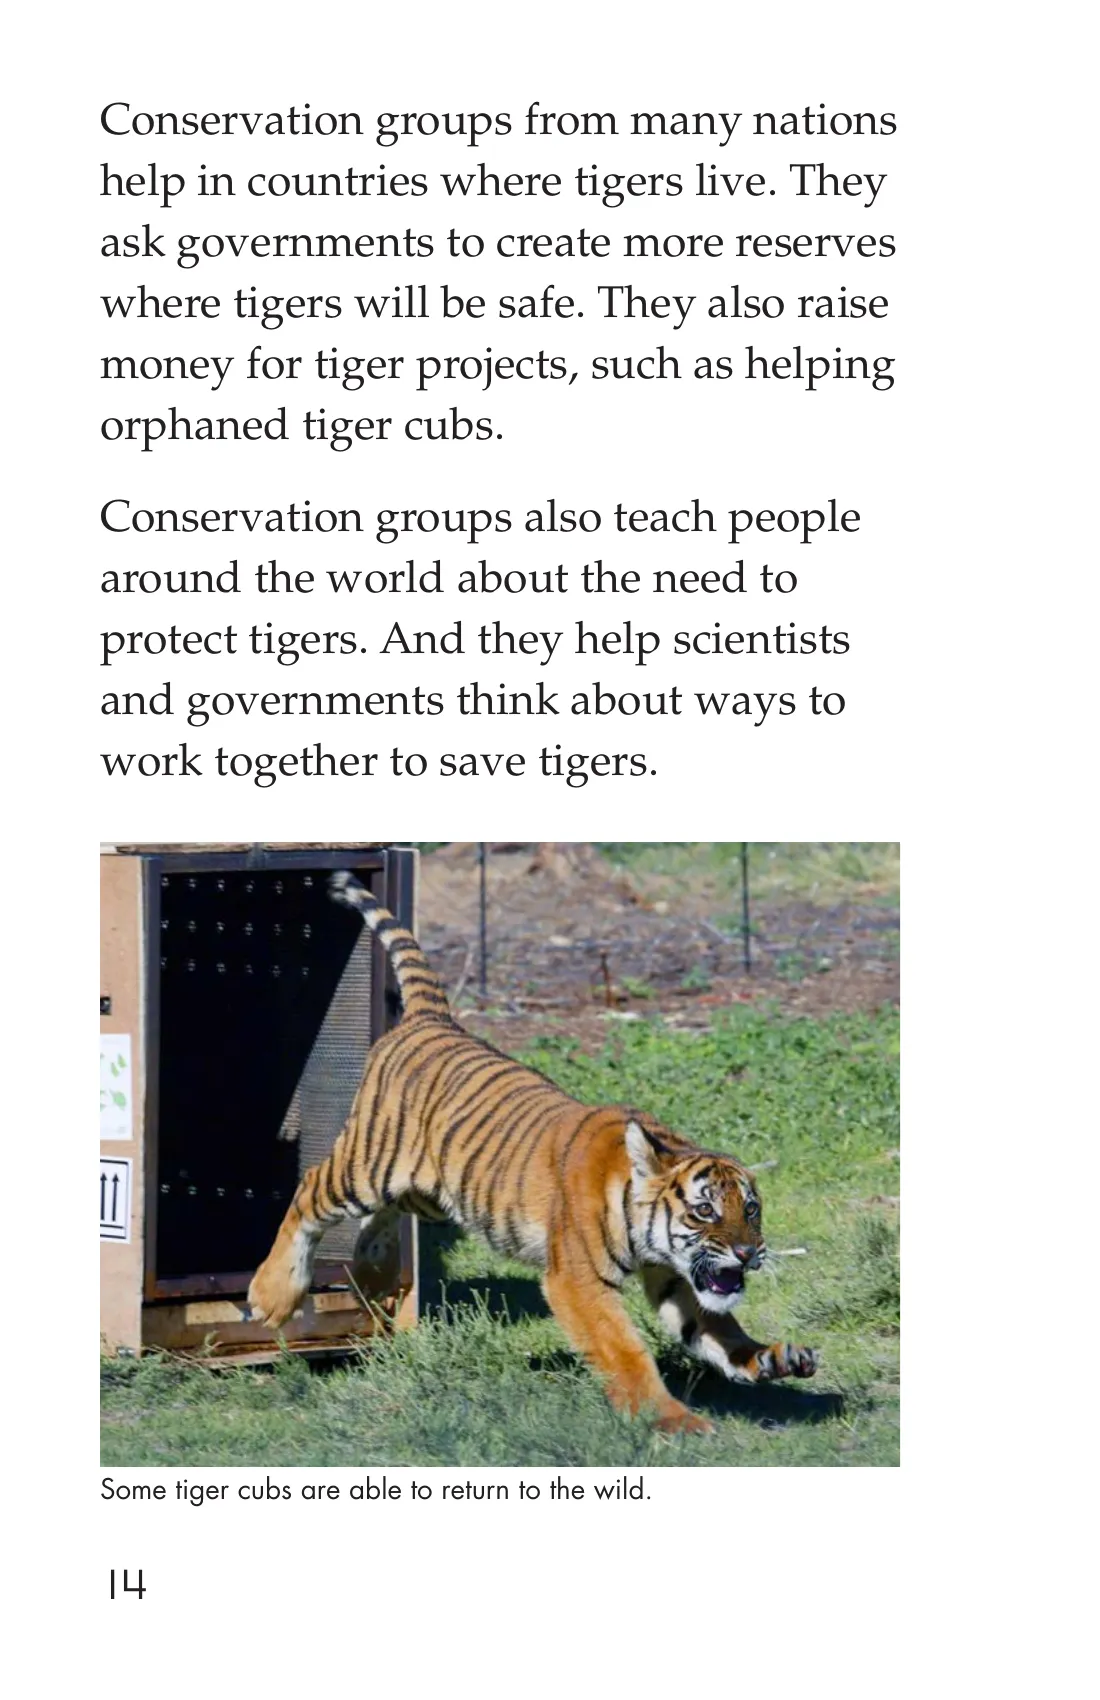 Conservation groups from many nations
help in countries where tigers live. They
ask governments to create more reserves
where tigers will be safe. They also raise
money for tiger projects, such as helping
orphaned tiger cubs.
Conservation groups also teach people
around the world about the need to
protect tigers. And they help scientists
and governments think about ways to
work together to save tigers.
Some tiger cubs are able to return to the wild.
14